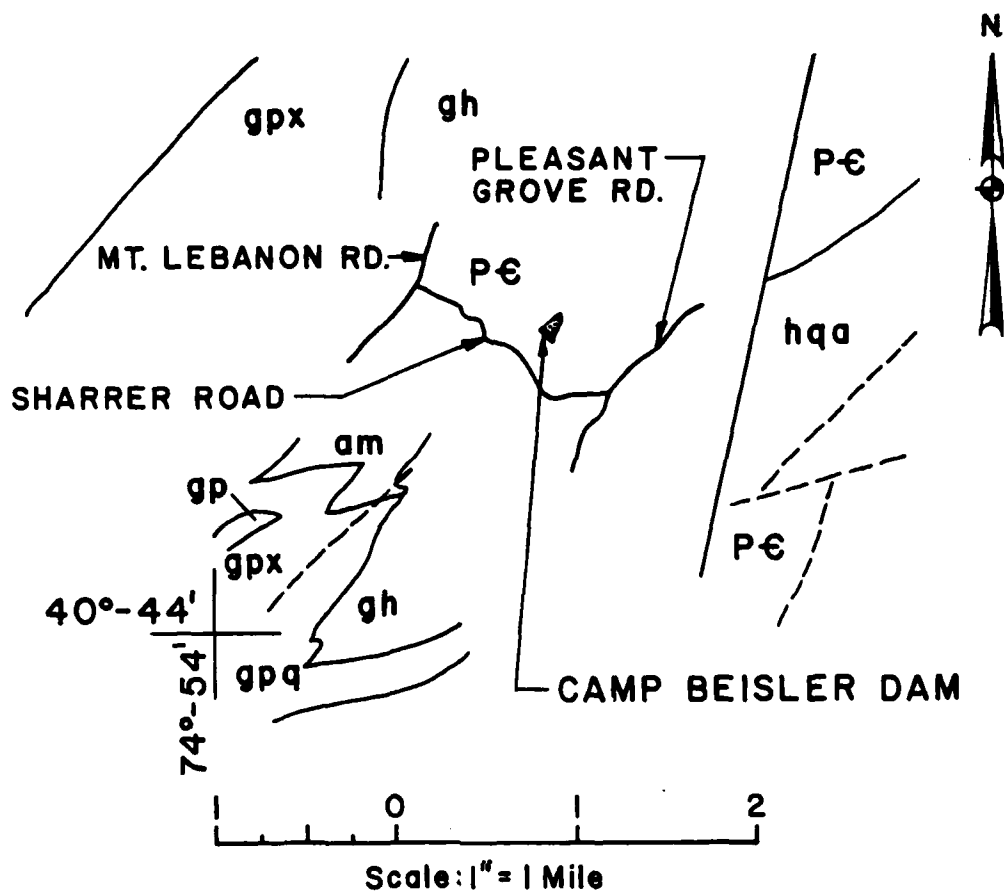 N
gpx
gh
PLEASANT
GROVE RD.
P-Є
MT. LEBANON RD.
P-Є
hqa
SHARRER ROAD
am
gp
gpx
P-Є
40°-44'
gh
gpq
74°-54'
CAMP BEISLER DAM
1 0 1 2
Scale: 1" = 1 Mile